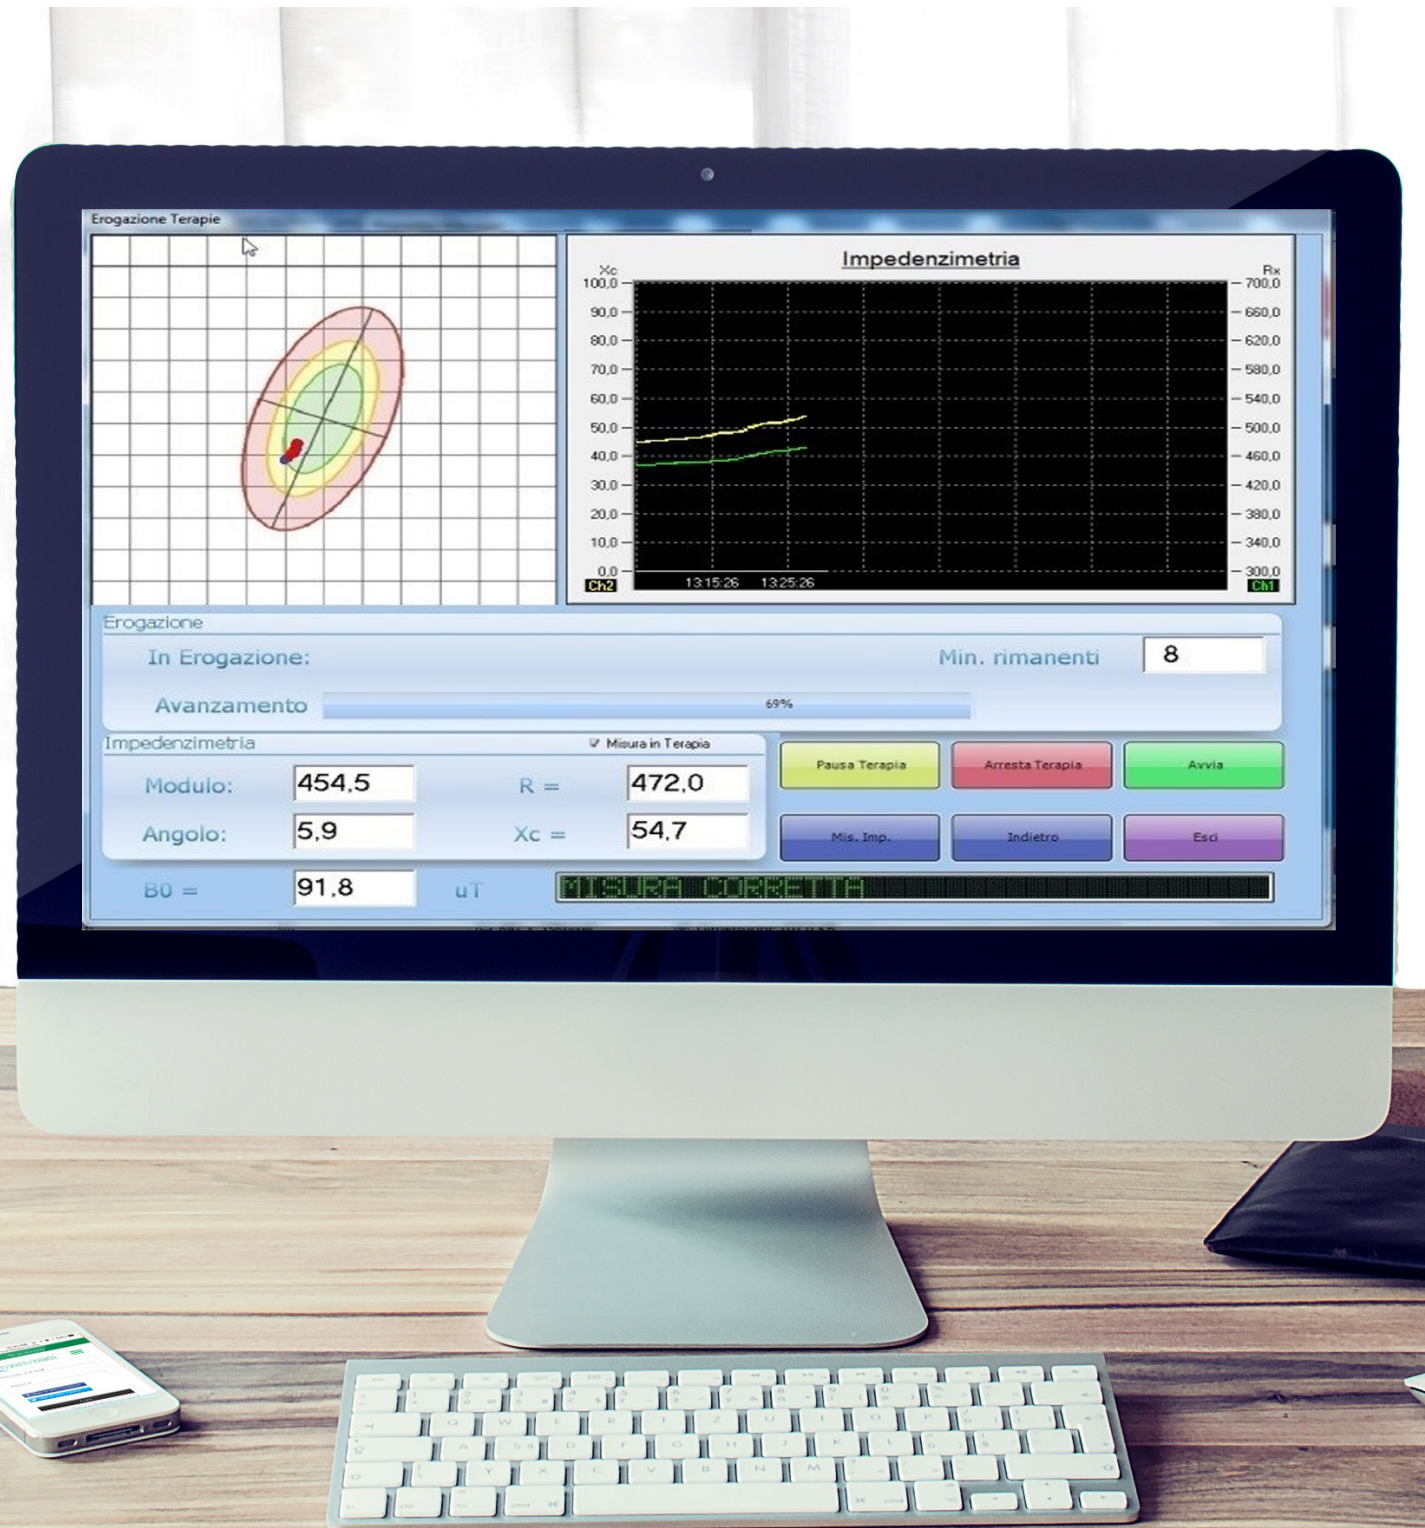 Erogazione Terapie
Impedenzimetria
Xc
Rx
100,0
700,0
90,0
660,0
80,0
620,0
70,0
580,0
60,0
540,0
50,0
500,0
40,0
460,0
30,0
420,0
20,0
380,0
10,0
340,0
0,0
300,0
Ch2
13:15:26
13:25:26
Ch1
Erogazione
In Erogazione:
Min. rimanenti
8
Avanzamento
69%
Impedenzimetria
Misura in Terapia
Modulo:
454,5
R =
472,0
Angolo:
5,9
Xc =
54,7
Pausa Terapia
Arresta Terapia
Avvia
Mis. Imp.
Indietro
Esci
B0 =
91,8
uT
MISURA CORRETTA
Q W E R T Z U I O P
A S D F G H J K L
Y X C V B N M
cmd
cmd